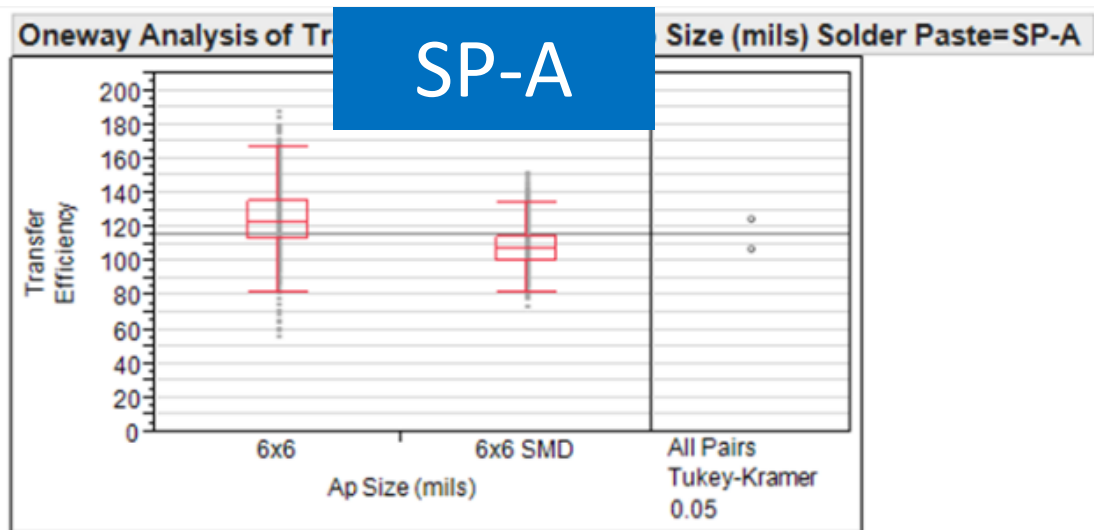 Oneway Analysis of Tr
Size (mils) Solder Paste=SP-A
SP-A
200
180
160
140
120
100
80
60
40
20
0
Transfer
Efficiency
6x6
6x6 SMD
Ap Size (mils)
All Pairs
Tukey-Kramer
0.05